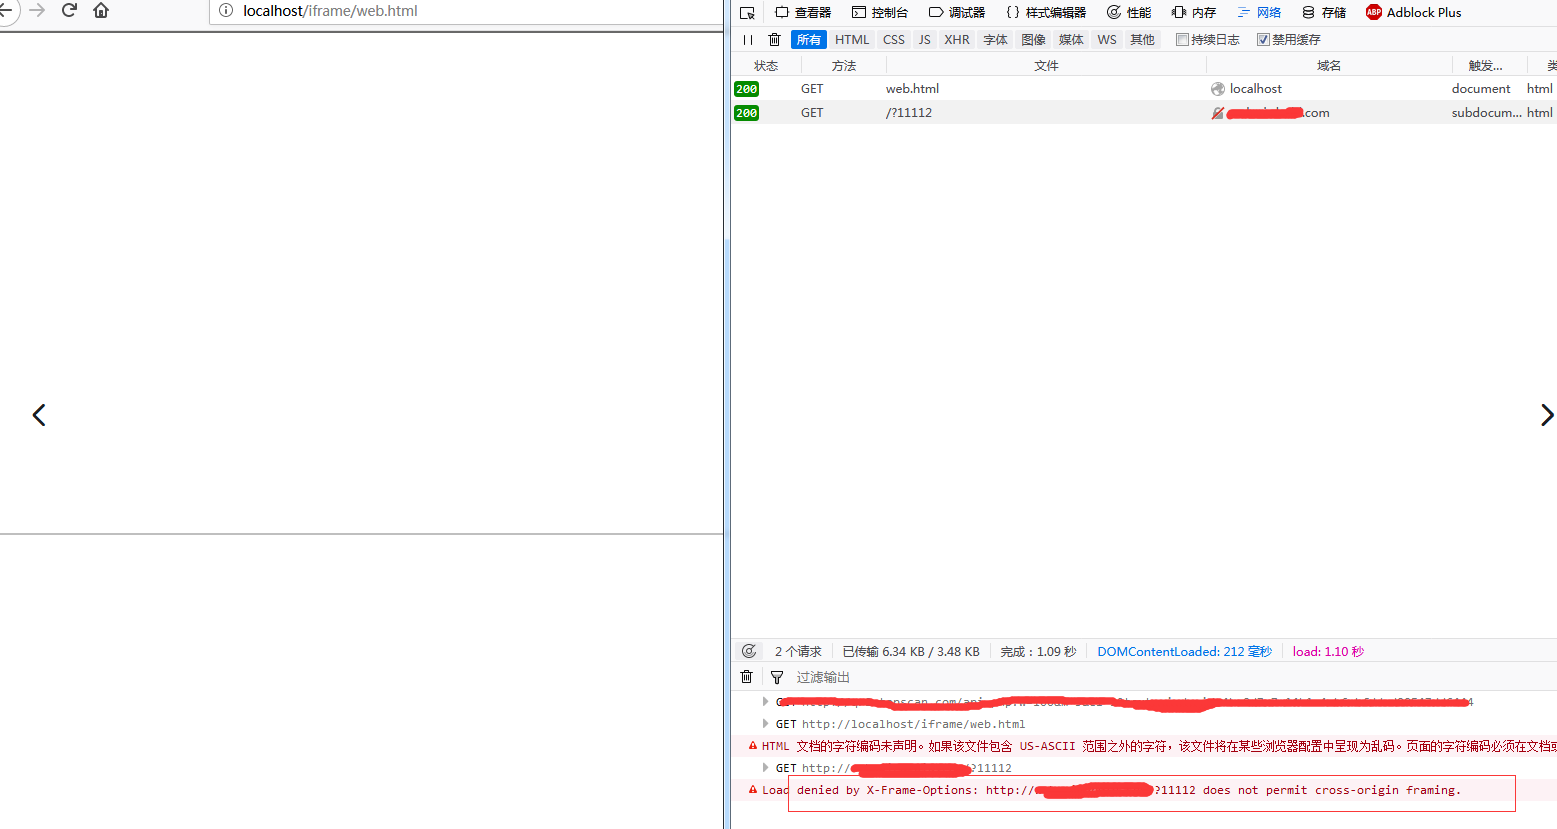 localhost/iframe/web.html
查看器 控制台 调试器 { } 样式编辑器 性能 内存 网络 存储 ABP Adblock Plus
所有 HTML CSS JS XHR 字体 图像 媒体 WS 其他 持续日志 禁用缓存
状态 方法 文件 域名 触发... 类
200 GET web.html localhost document html
200 GET /?11112 .com subdocum... html
2 个请求 已传输 6.34 KB / 3.48 KB 完成：1.09 秒 DOMContentLoaded: 212 毫秒 load: 1.10 秒
过滤输出
GET http://localhost/iframe/web.html
HTML 文档的字符编码未声明。如果该文件包含 US-ASCII 范围之外的字符，该文件将在某些浏览器配置中呈现为乱码。页面的字符编码必须在文档或
GET http:// /?11112
Load denied by X-Frame-Options: http:// ?11112 does not permit cross-origin framing.